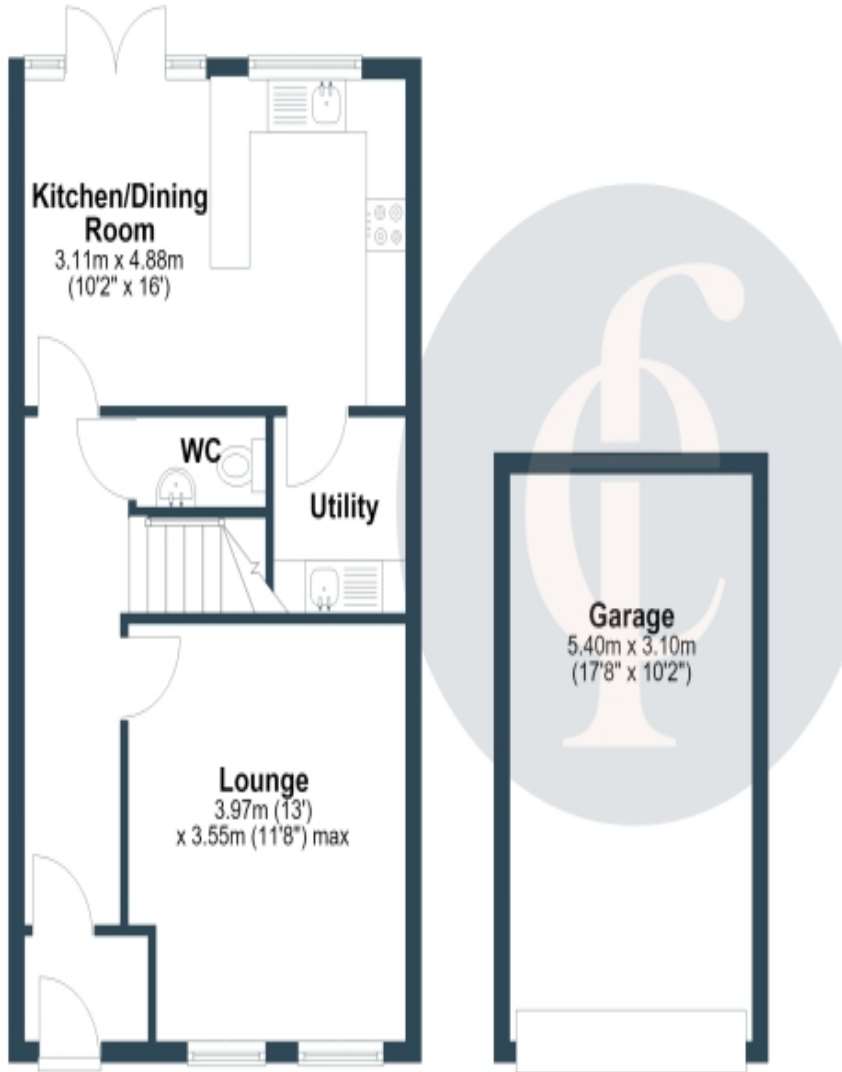 Kitchen/Dining
Room
3.11m x 4.88m
(10'2" x 16')
WC
Utility
Garage
5.40m x 3.10m
(17'8" x 10'2")
Lounge
3.97m (13')
x 3.55m (11'8") max